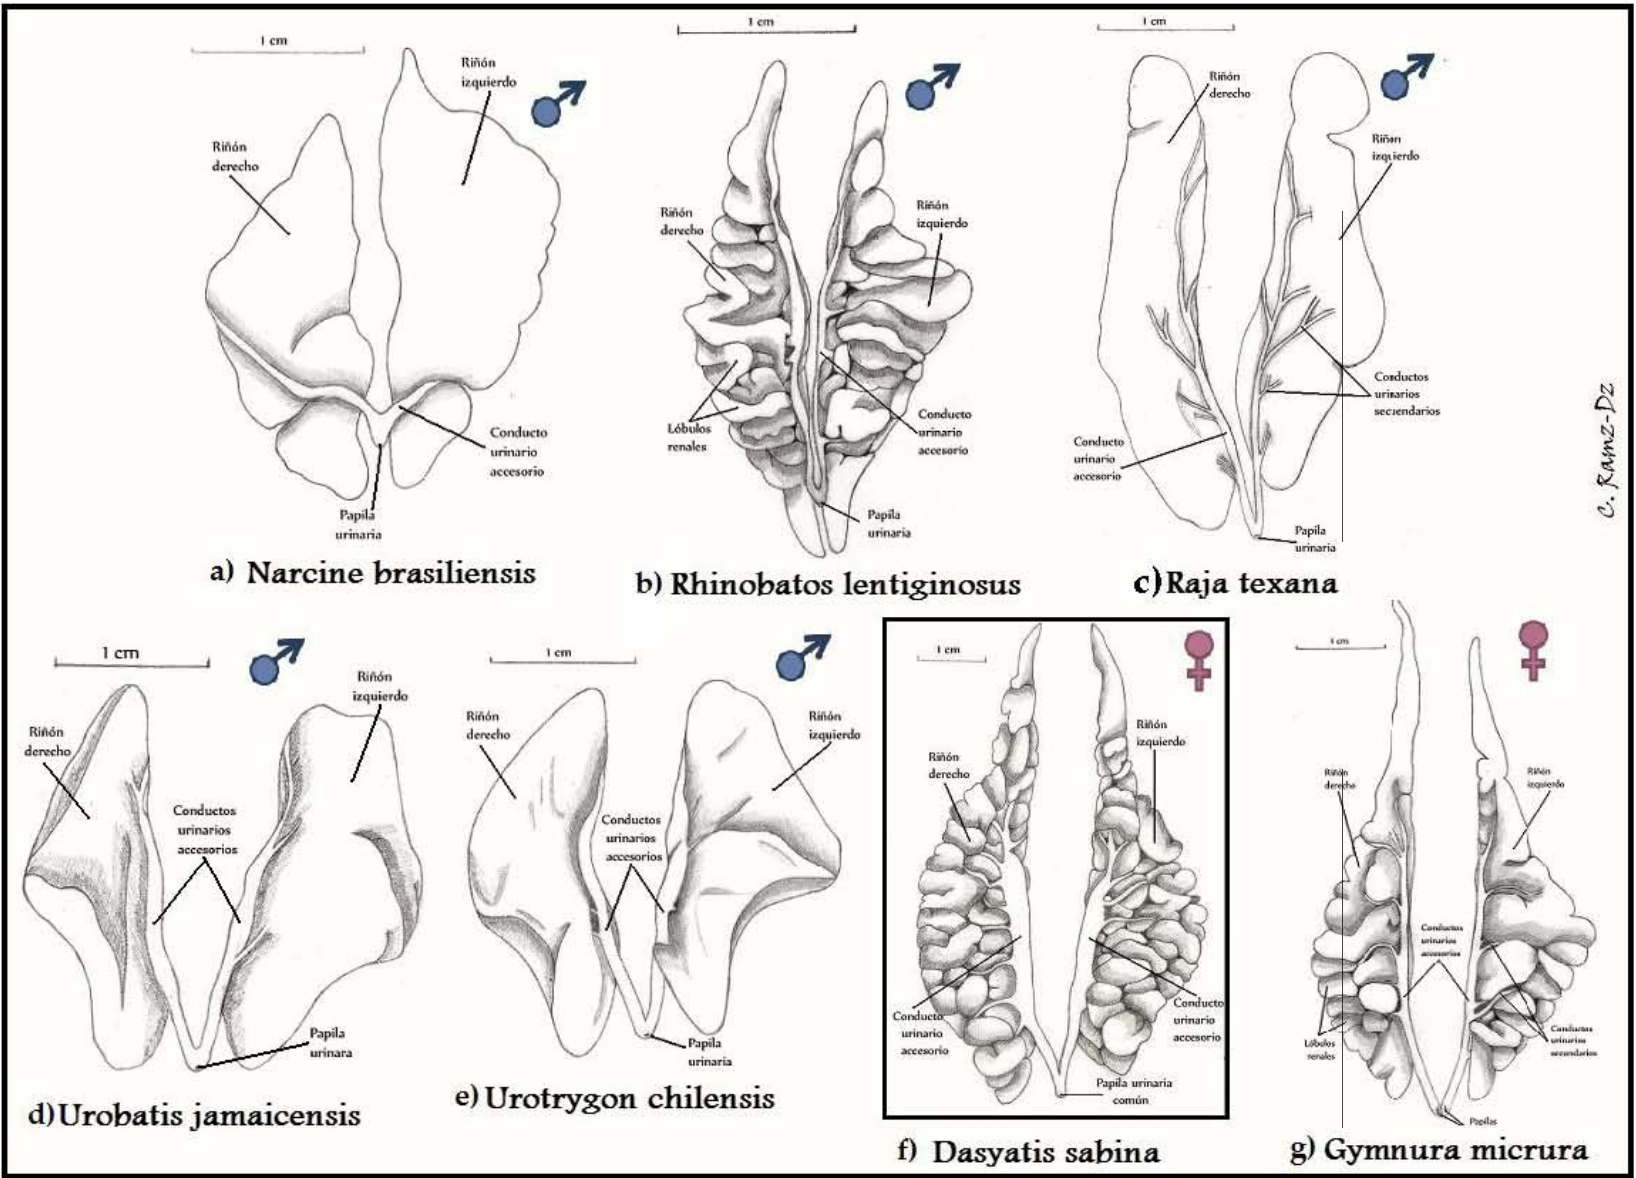 1 cm
Riñón
izquierdo
Riñón
derecho
Conducto
urinario
accesorio
Papila
urinaria
a) Narcine brasiliensis
1 cm
Riñón
derecho
Riñón
izquierdo
Lóbulos
renales
Conducto
urinario
accesorio
Papila
urinaria
b) Rhinobatos lentiginosus
1 cm
Riñón
derecho
Riñón
izquierdo
Conductos
urinarios
secuendarios
Conducto
urinario
accesorio
Papila
urinaria
c) Raja texana
C. Ramz-Dz
1 cm
Riñón
izquierdo
Riñón
derecho
Conductos
urinarios
accesorios
Papila
urinara
d) Urobatis jamaicensis
1 cm
Riñón
derecho
Riñón
izquierdo
Conductos
urinarios
accesorios
Papila
urinaria
e) Urotrygon chilensis
1 cm
Riñón
izquierdo
Riñón
derecho
Conducto
urinario
accesorio
Conducto
urinario
accesorio
Papila urinaria
común
f) Dasyatis sabina
1 cm
Riñón
derecho
Riñón
izquierdo
Conductos
urinarios
accesorios
Lóbulos
renales
Conductos
urinarios
secundarios
Papilas
g) Gymnura micrura